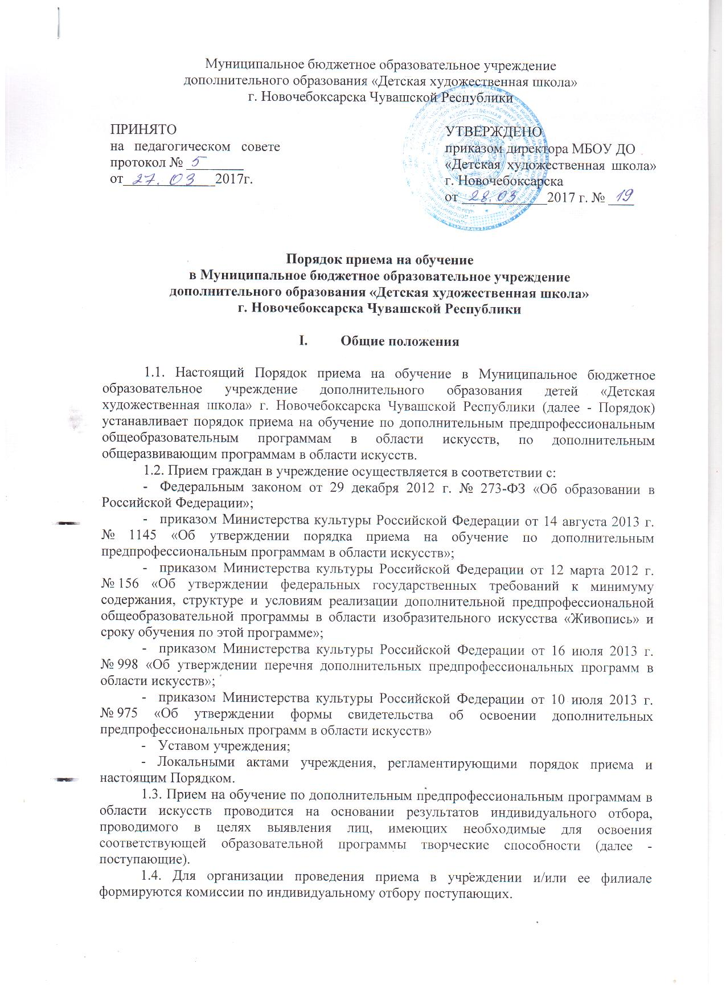 Муниципальное бюджетное образовательное учреждение
дополнительного образования «Детская художественная школа»
г. Новочебоксарска Чувашской Республики
ПРИНЯТО
на педагогическом совете
протокол № 5
от 27. 03 2017г.
УТВЕРЖДЕНО
приказом директора МБОУ ДО
«Детская художественная школа»
г. Новочебоксарска
от 28. 03 2017 г. № 19
Порядок приема на обучение
в Муниципальное бюджетное образовательное учреждение
дополнительного образования «Детская художественная школа»
г. Новочебоксарска Чувашской Республики
I. Общие положения
1.1. Настоящий Порядок приема на обучение в Муниципальное бюджетное
образовательное учреждение дополнительного образования детей «Детская
художественная школа» г. Новочебоксарска Чувашской Республики (далее - Порядок)
устанавливает порядок приема на обучение по дополнительным предпрофессиональным
общеобразовательным программам в области искусств, по дополнительным
общеразвивающим программам в области искусств.
1.2. Прием граждан в учреждение осуществляется в соответствии с:
- Федеральным законом от 29 декабря 2012 г. № 273-ФЗ «Об образовании в
Российской Федерации»;
- приказом Министерства культуры Российской Федерации от 14 августа 2013 г.
№ 1145 «Об утверждении порядка приема на обучение по дополнительным
предпрофессиональным программам в области искусств»;
- приказом Министерства культуры Российской Федерации от 12 марта 2012 г.
№ 156 «Об утверждении федеральных государственных требований к минимуму
содержания, структуре и условиям реализации дополнительной предпрофессиональной
общеобразовательной программы в области изобразительного искусства «Живопись» и
сроку обучения по этой программе»;
- приказом Министерства культуры Российской Федерации от 16 июля 2013 г.
№ 998 «Об утверждении перечня дополнительных предпрофессиональных программ в
области искусств»;
- приказом Министерства культуры Российской Федерации от 10 июля 2013 г.
№ 975 «Об утверждении формы свидетельства об освоении дополнительных
предпрофессиональных программ в области искусств»
- Уставом учреждения;
- Локальными актами учреждения, регламентирующими порядок приема и
настоящим Порядком.
1.3. Прием на обучение по дополнительным предпрофессиональным программам в
области искусств проводится на основании результатов индивидуального отбора,
проводимого в целях выявления лиц, имеющих необходимые для освоения
соответствующей образовательной программы творческие способности (далее -
поступающие).
1.4. Для организации проведения приема в учреждении и/или ее филиале
формируются комиссии по индивидуальному отбору поступающих.